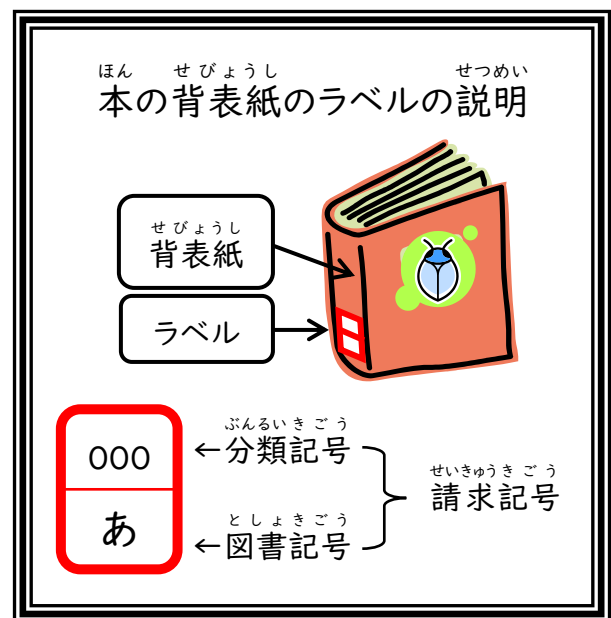 ほん せびょうし せつめい
本の背表紙のラベルの説明
せびょうし
背表紙
ラベル
000
ぶんるいきごう
←分類記号
せいきゅうきごう
請求記号
あ
としょきごう
←図書記号